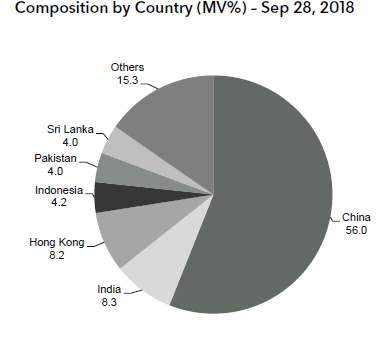 Composition by Country (MV%) - Sep 28, 2018
Others
15.3
Sri Lanka
4.0
Pakistan
4.0
Indonesia
4.2
Hong Kong
8.2
India
8.3
China
56.0